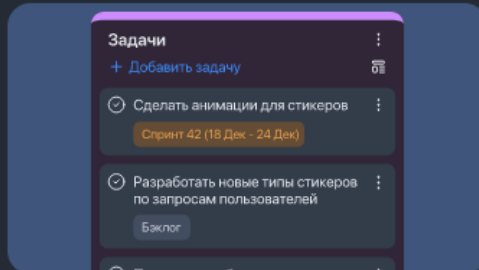 Задачи
+ Добавить задачу
Сделать анимации для стикеров
Спринт 42 (18 Дек - 24 Дек)
Разработать новые типы стикеров
по запросам пользователей
Бэклог